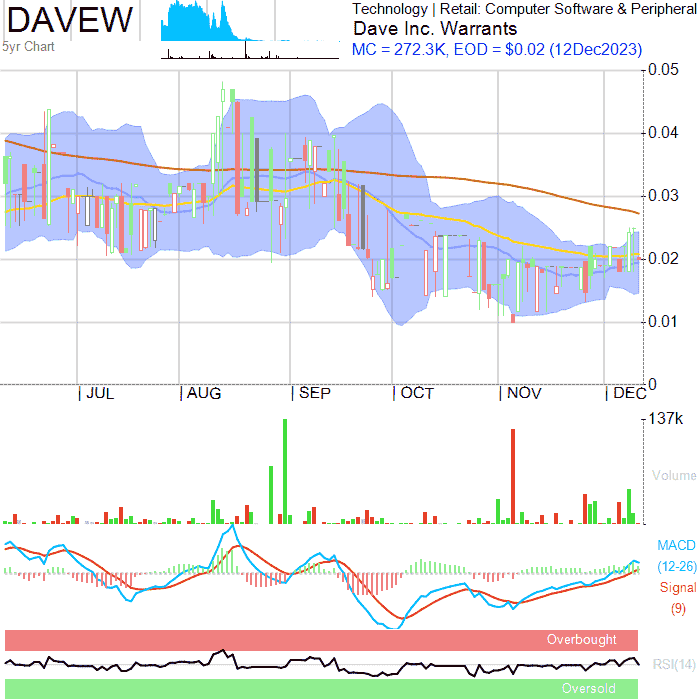 DAVEW
5yr Chart
Technology | Retail: Computer Software & Peripheral
Dave Inc. Warrants
MC = 272.3K, EOD = $0.02 (12Dec2023)
0.05
0.04
0.03
0.02
0.01
0
JUL
AUG
SEP
OCT
NOV
DEC
137k
Volume
MACD
(12-26)
Signal
(9)
Overbought
RSI(14)
Oversold